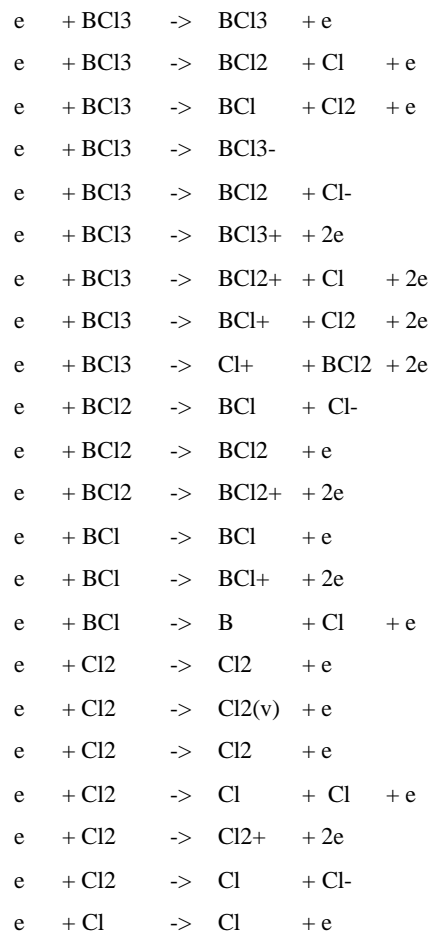 e + BCl3 -> BCl3 + e
e + BCl3 -> BCl2 + Cl + e
e + BCl3 -> BCl + Cl2 + e
e + BCl3 -> BCl3-
e + BCl3 -> BCl2 + Cl-
e + BCl3 -> BCl3+ + 2e
e + BCl3 -> BCl2+ + Cl + 2e
e + BCl3 -> BCl+ + Cl2 + 2e
e + BCl3 -> Cl+ + BCl2 + 2e
e + BCl2 -> BCl + Cl-
e + BCl2 -> BCl2 + e
e + BCl2 -> BCl2+ + 2e
e + BCl -> BCl + e
e + BCl -> BCl+ + 2e
e + BCl -> B + Cl + e
e + Cl2 -> Cl2 + e
e + Cl2 -> Cl2(v) + e
e + Cl2 -> Cl2 + e
e + Cl2 -> Cl + Cl + e
e + Cl2 -> Cl2+ + 2e
e + Cl2 -> Cl + Cl-
e + Cl -> Cl + e